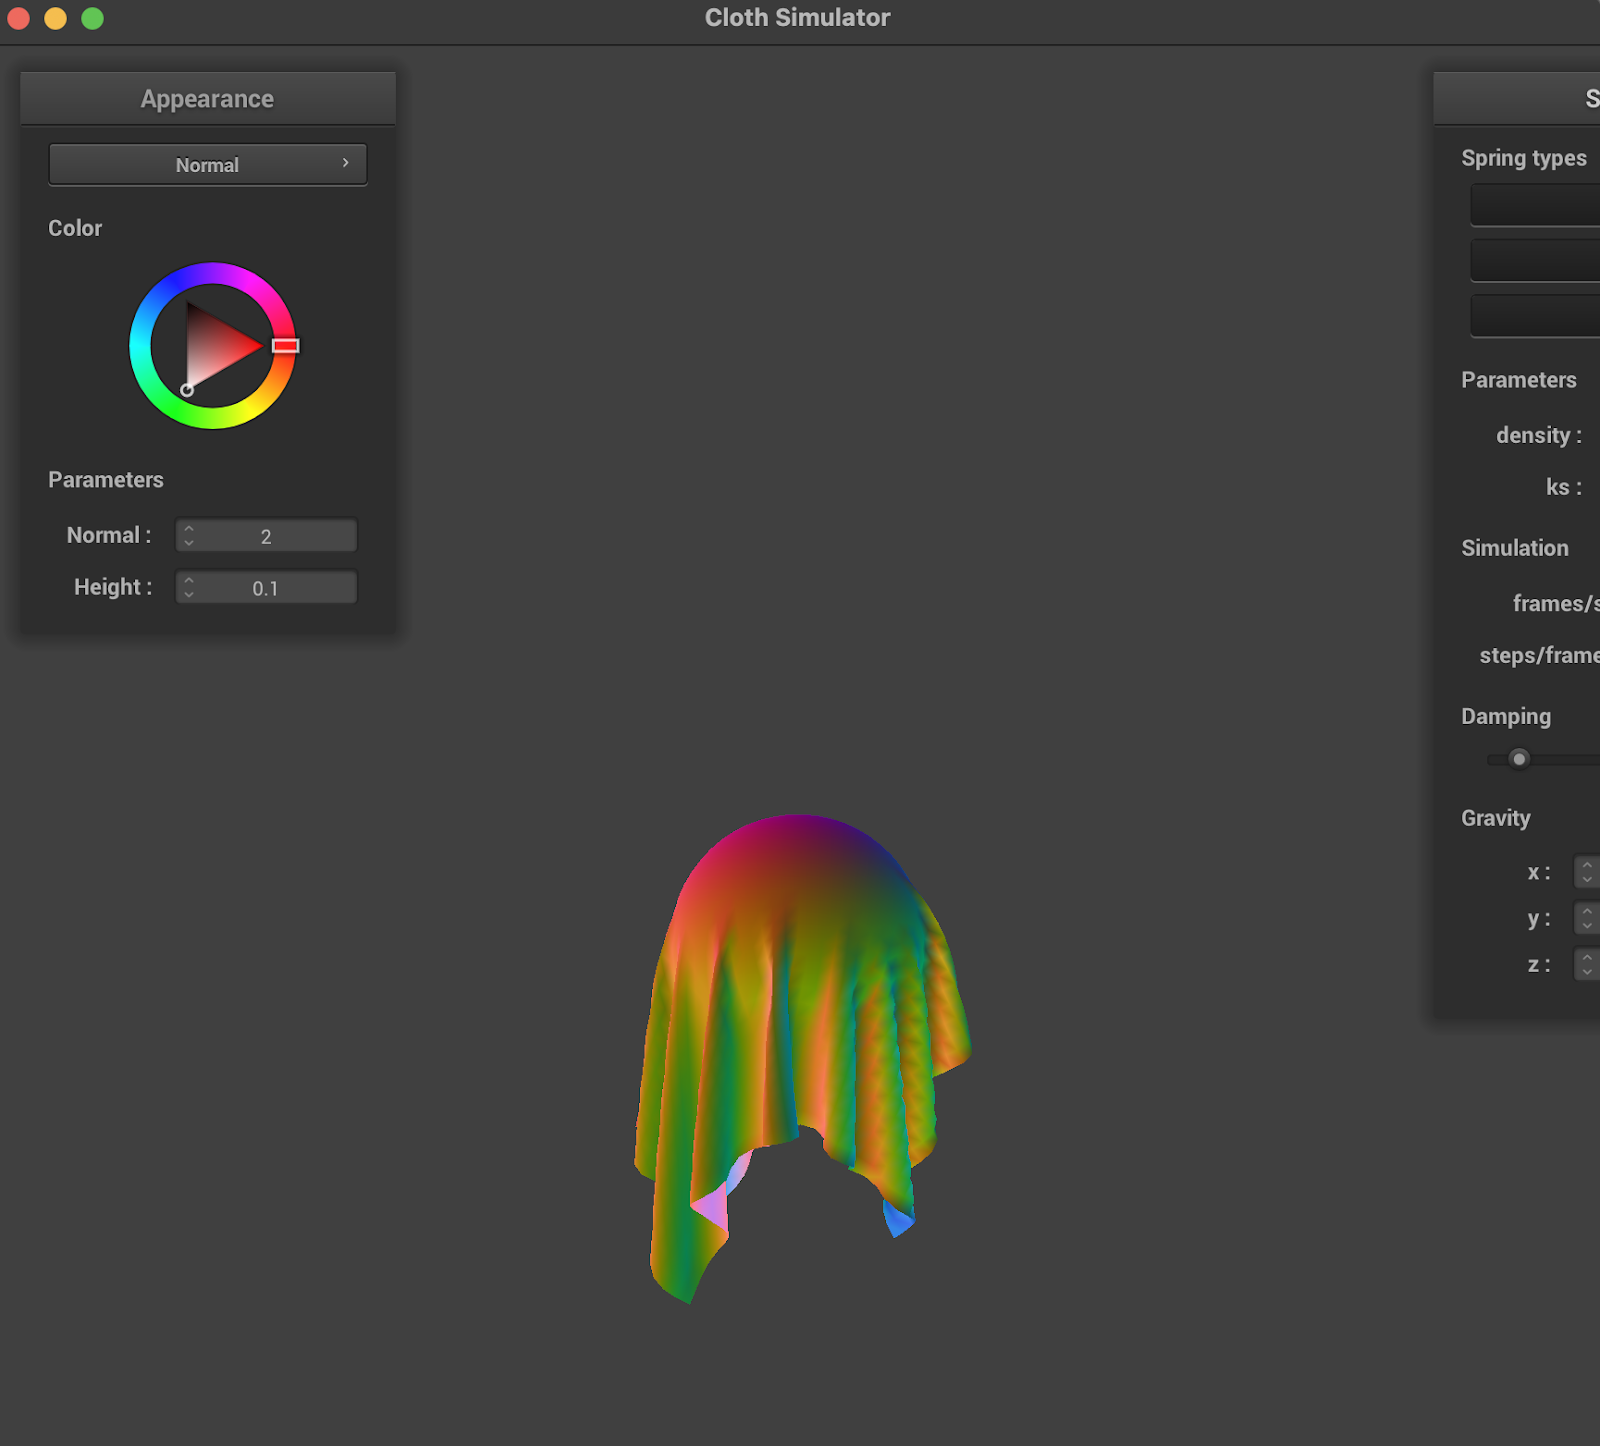 Cloth Simulator
Appearance
Normal
Color
Parameters
Normal :
2
Height :
0.1
Spring types
Parameters
density :
ks :
Simulation
frames/s
steps/frame
Damping
Gravity
x :
y :
z :